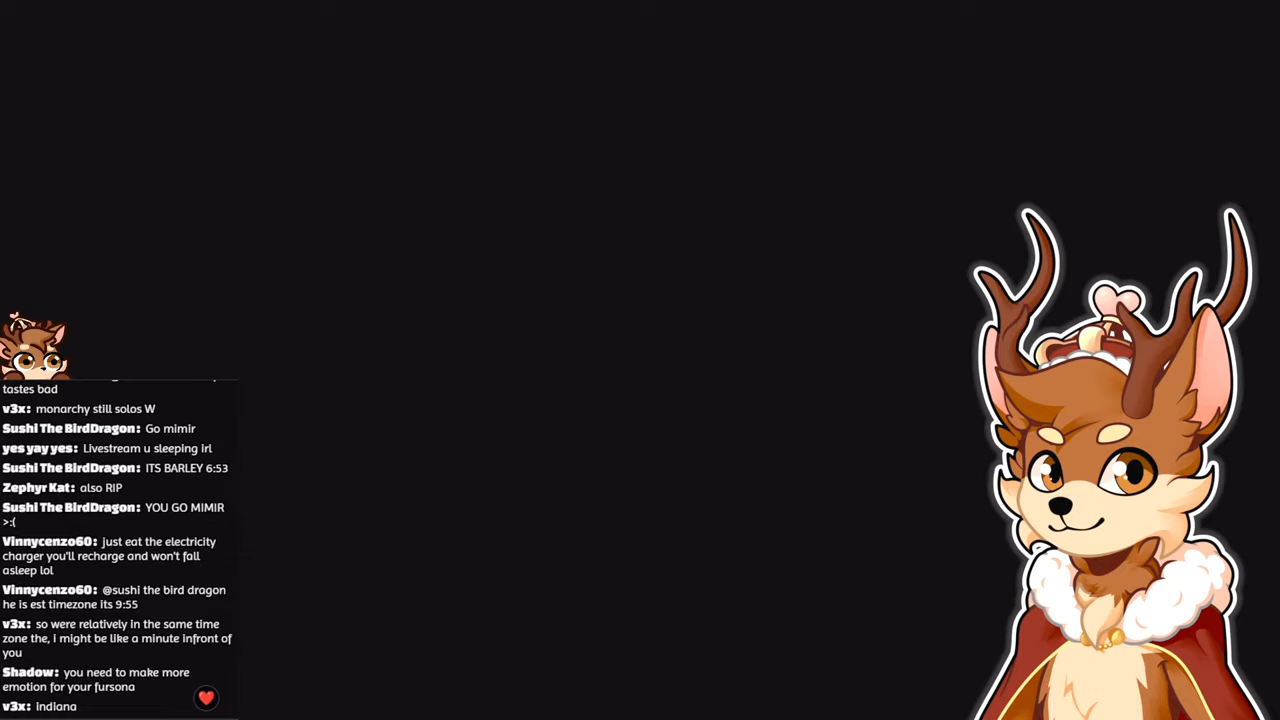 tastes bad
v3x: monarchy still solos W
Sushi The BirdDragon: Go mimir
yes yay yes: Livestream u sleeping irl
Sushi The BirdDragon: ITS BARLEY 6:53
Zephyr Kat: also RIP
Sushi The BirdDragon: YOU GO MIMIR
>:(
Vinnycenzo60: just eat the electricity
charger you'll recharge and won't fall
asleep lol
Vinnycenzo60: @sushi the bird dragon
he is est timezone its 9:55
v3x: so were relatively in the same time
zone the, i might be like a minute infront of
you
Shadow: you need to make more
emotion for your fursona
v3x: indiana